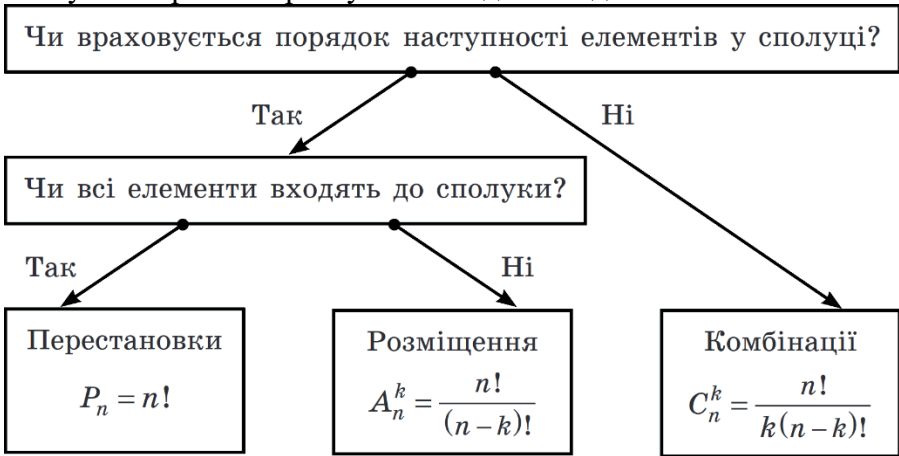 Чи враховується порядок наступності елементів у сполуці?
Так
Ні
Чи всі елементи входять до сполуки?
Так
Ні
Перестановки
P_n = n!
Розміщення
A_n^k = n! / (n – k)!
Комбінації
C_n^k = n! / k(n – k)!